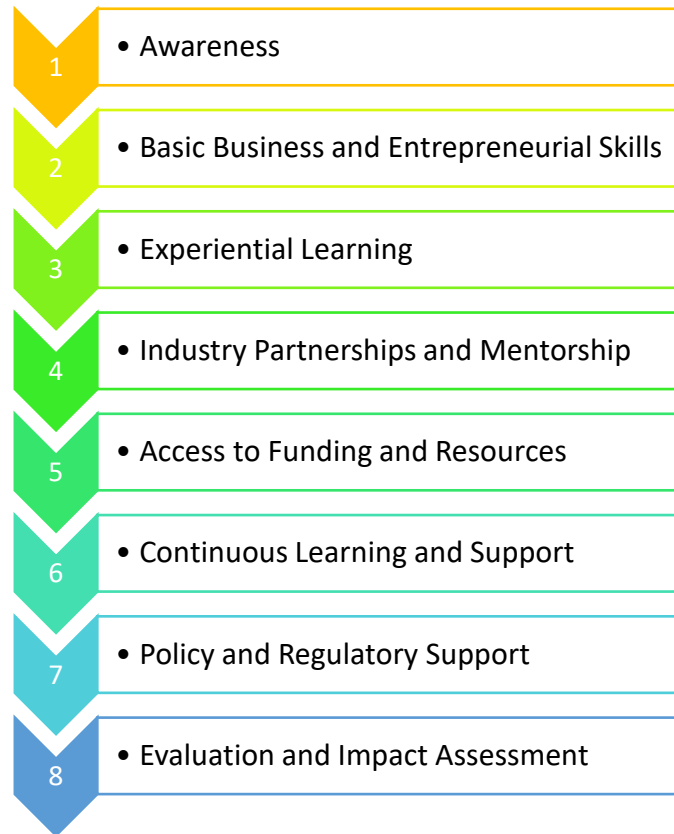 1
• Awareness
2
• Basic Business and Entrepreneurial Skills
3
• Experiential Learning
4
• Industry Partnerships and Mentorship
5
• Access to Funding and Resources
6
• Continuous Learning and Support
7
• Policy and Regulatory Support
8
• Evaluation and Impact Assessment